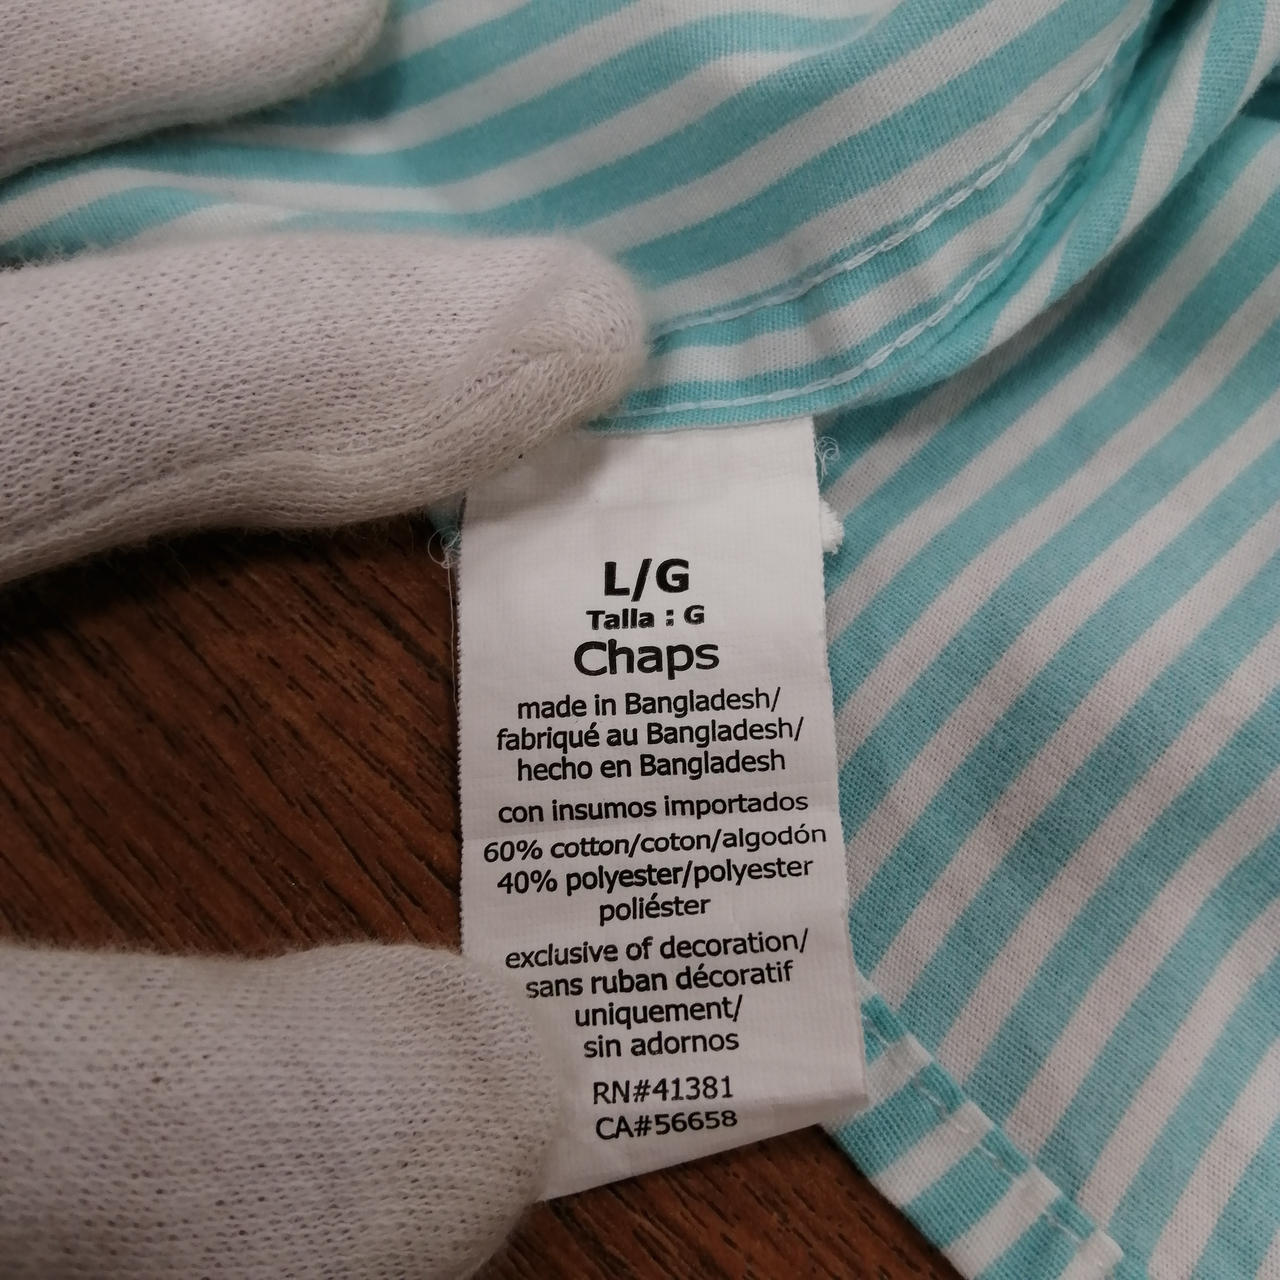 L/G
Talla : G
Chaps
made in Bangladesh/
fabriqué au Bangladesh/
hecho en Bangladesh
con insumos importados
60% cotton/coton/algodón
40% polyester/polyester
poliéster
exclusive of decoration/
sans ruban décoratif
uniquement/
sin adornos
RN#41381
CA#56658